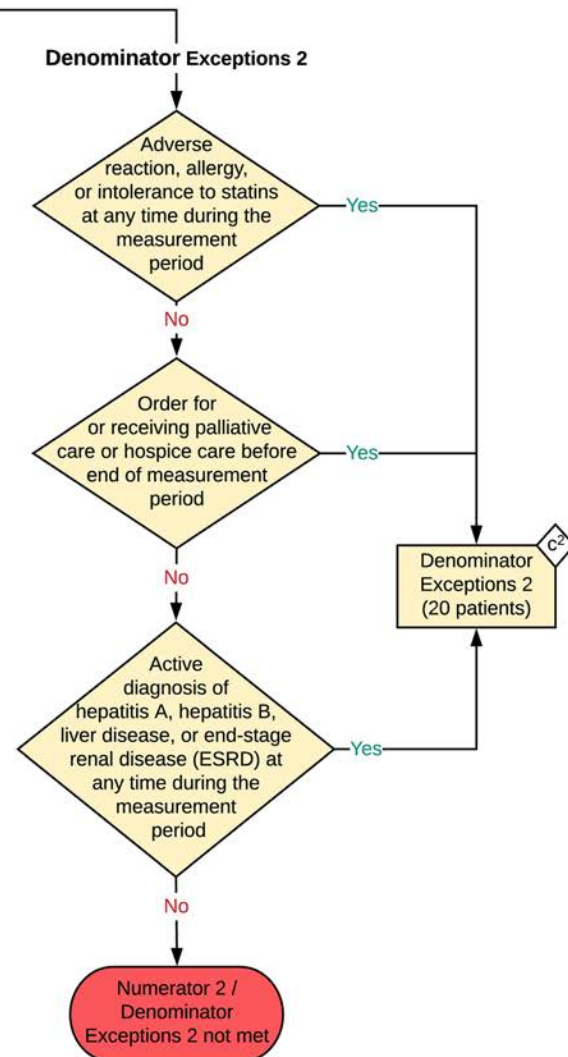 Denominator Exceptions 2
Adverse
reaction, allergy,
or intolerance to statins
at any time during the
measurement
period
Yes
No
Order for
or receiving palliative
care or hospice care before
end of measurement
period
Yes
No
c²
Denominator
Exceptions 2
(20 patients)
Active
diagnosis of
hepatitis A, hepatitis B,
liver disease, or end-stage
renal disease (ESRD) at
any time during the
measurement
period
Yes
No
Numerator 2 /
Denominator
Exceptions 2 not met